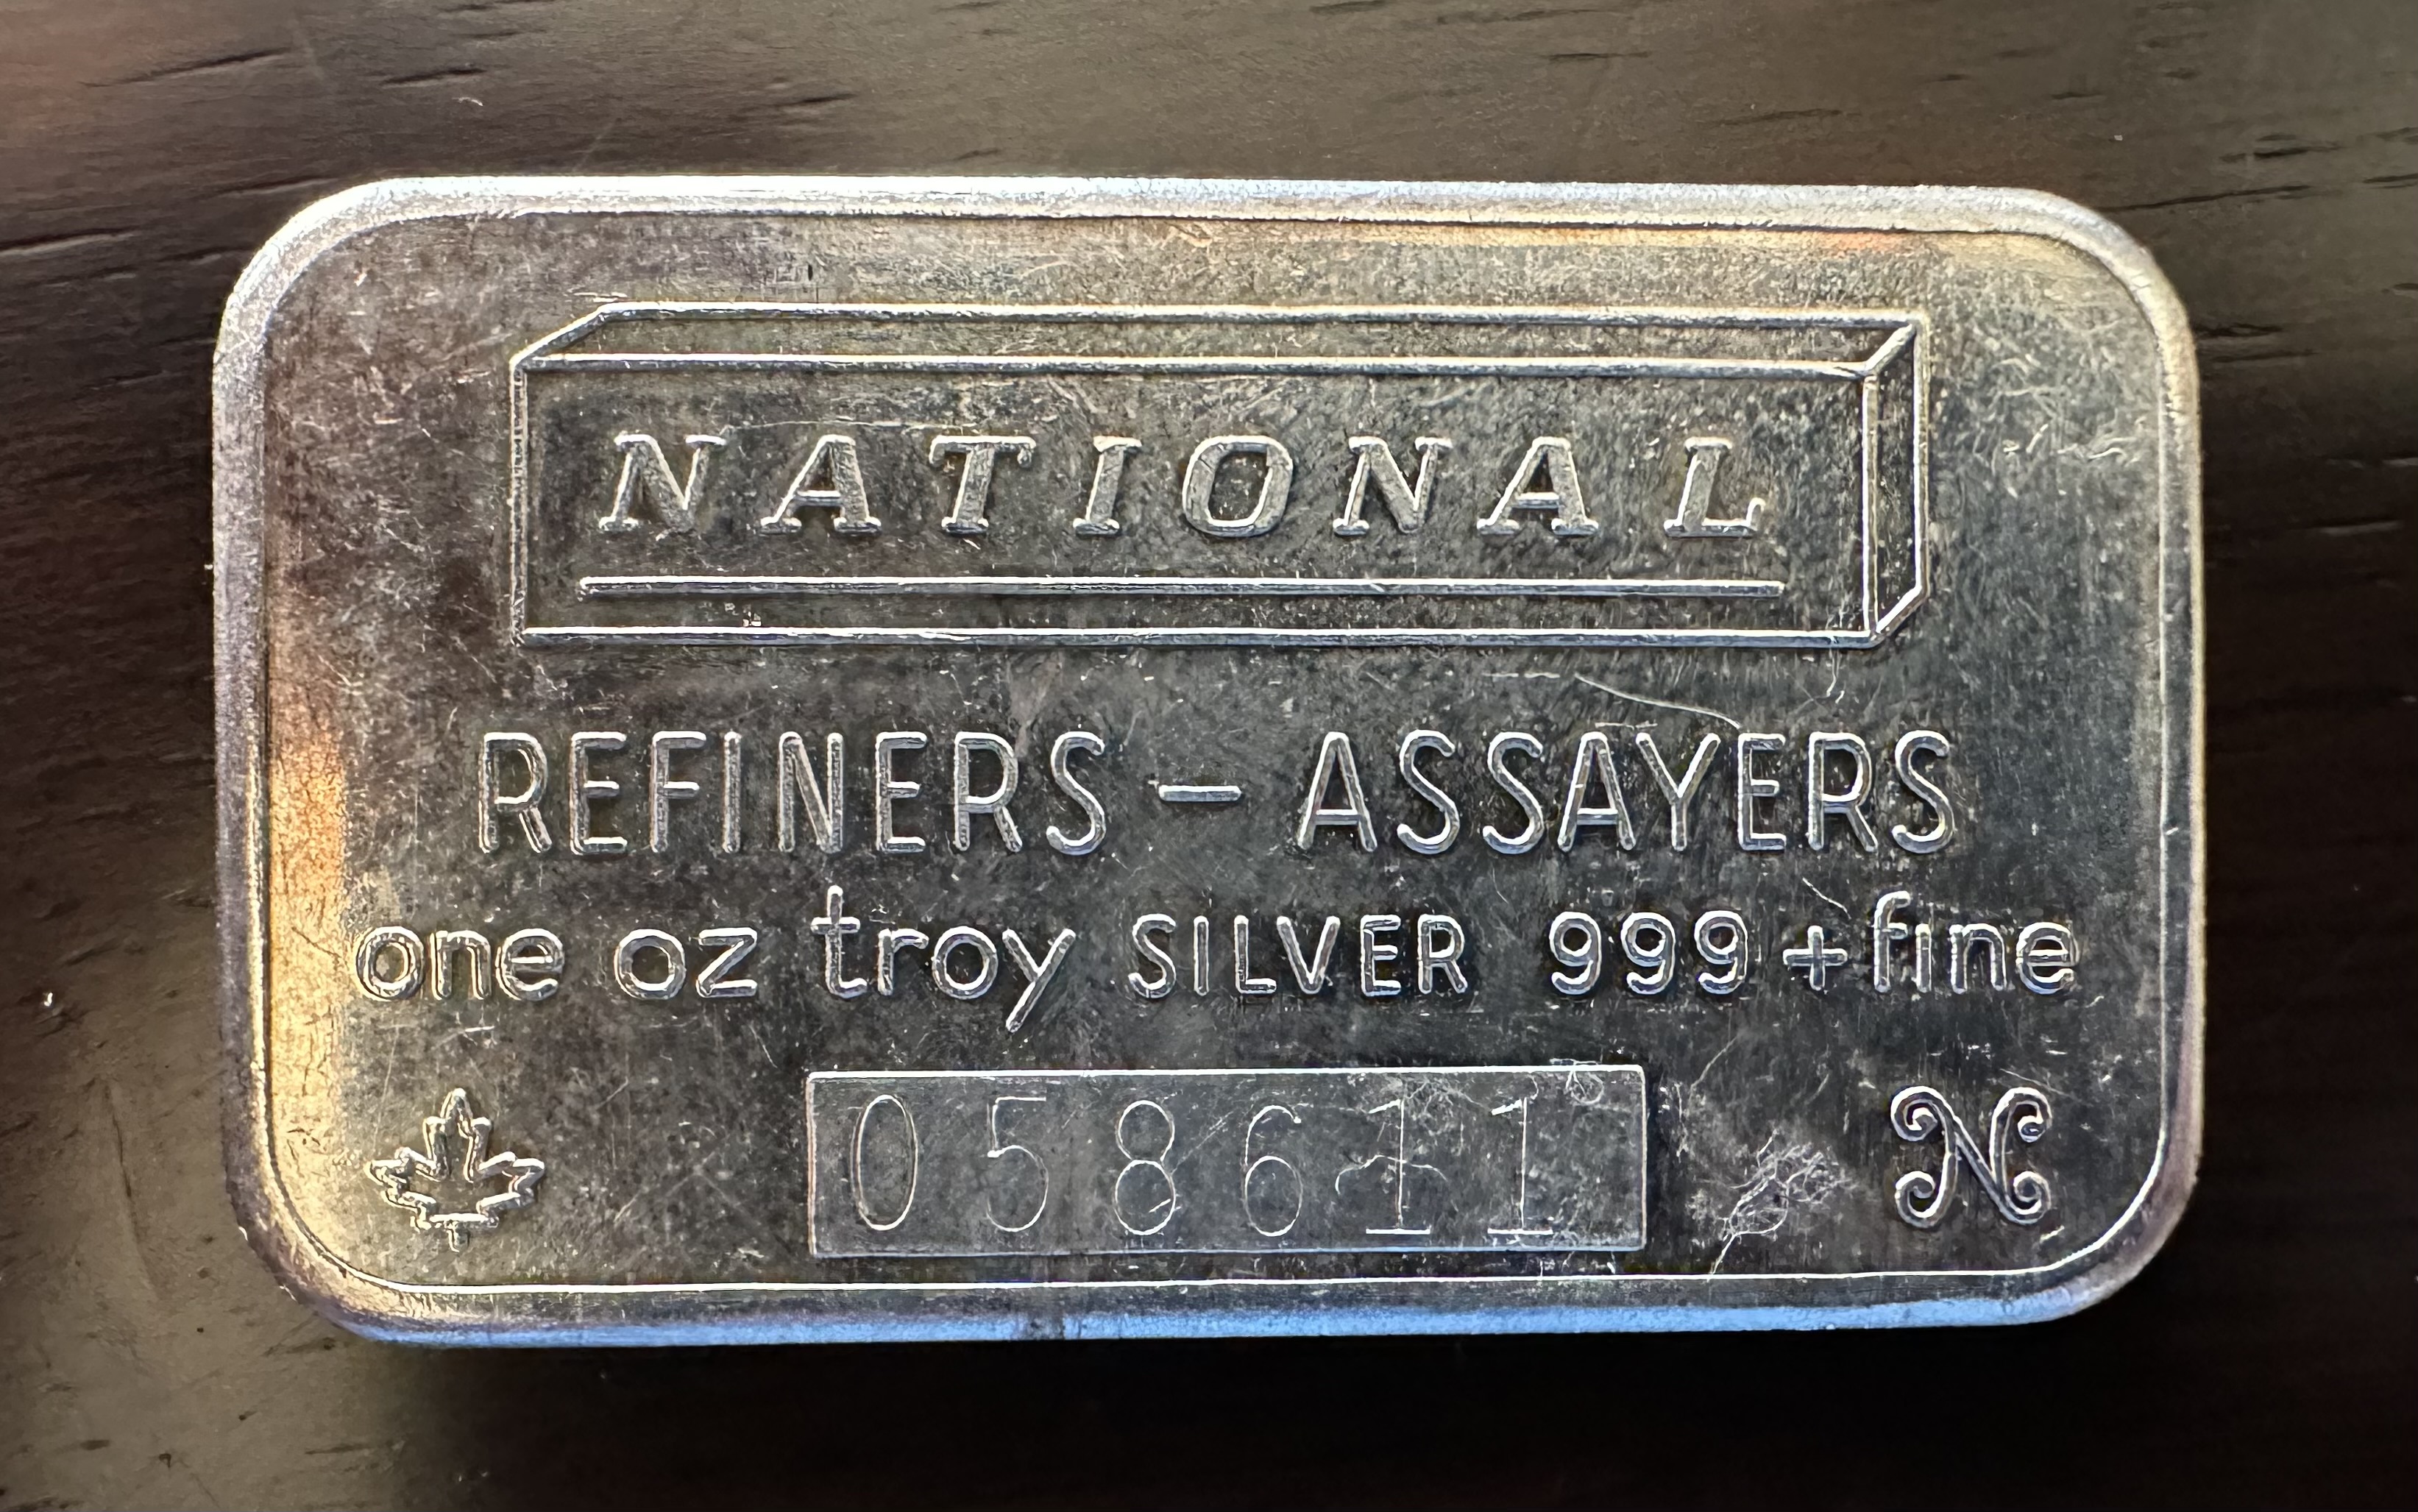 NATIONAL
REFINERS – ASSAYERS
one oz troy SILVER 999+fine
058611
N